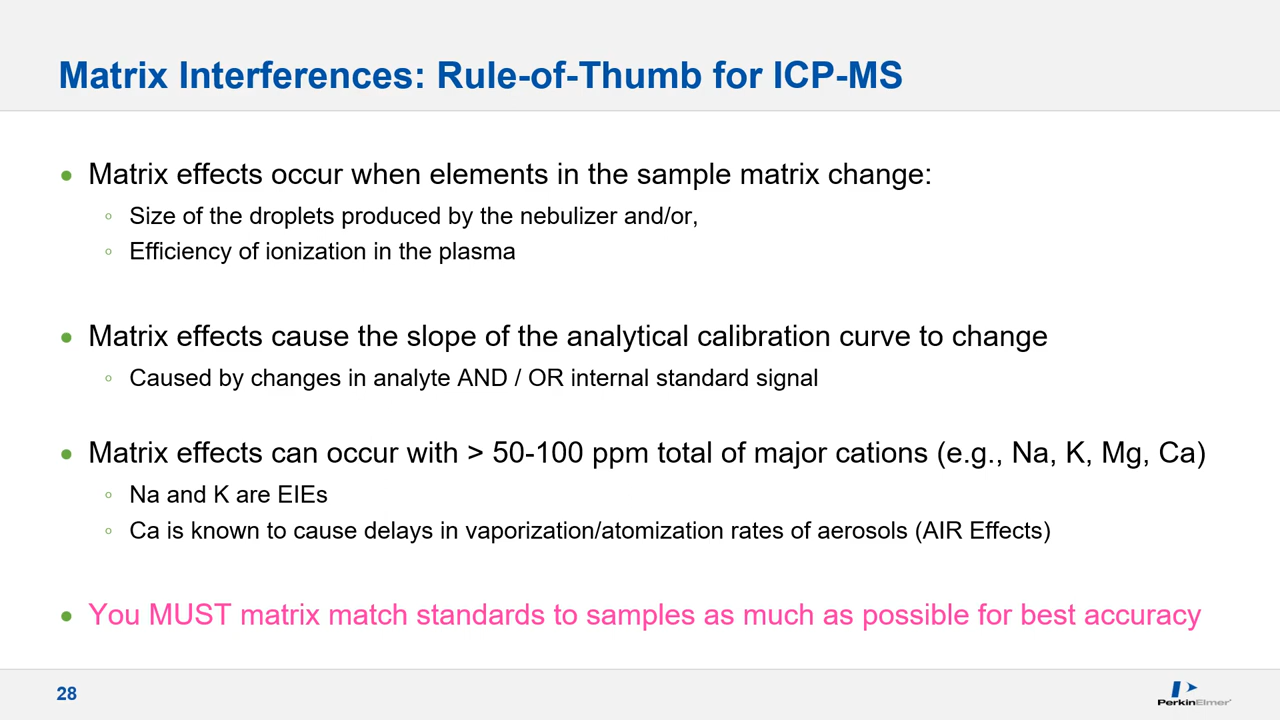 Matrix Interferences: Rule-of-Thumb for ICP-MS
• Matrix effects occur when elements in the sample matrix change:
◦ Size of the droplets produced by the nebulizer and/or,
◦ Efficiency of ionization in the plasma
• Matrix effects cause the slope of the analytical calibration curve to change
◦ Caused by changes in analyte AND / OR internal standard signal
• Matrix effects can occur with > 50-100 ppm total of major cations (e.g., Na, K, Mg, Ca)
◦ Na and K are EIEs
◦ Ca is known to cause delays in vaporization/atomization rates of aerosols (AIR Effects)
• You MUST matrix match standards to samples as much as possible for best accuracy
28
PerkinElmer